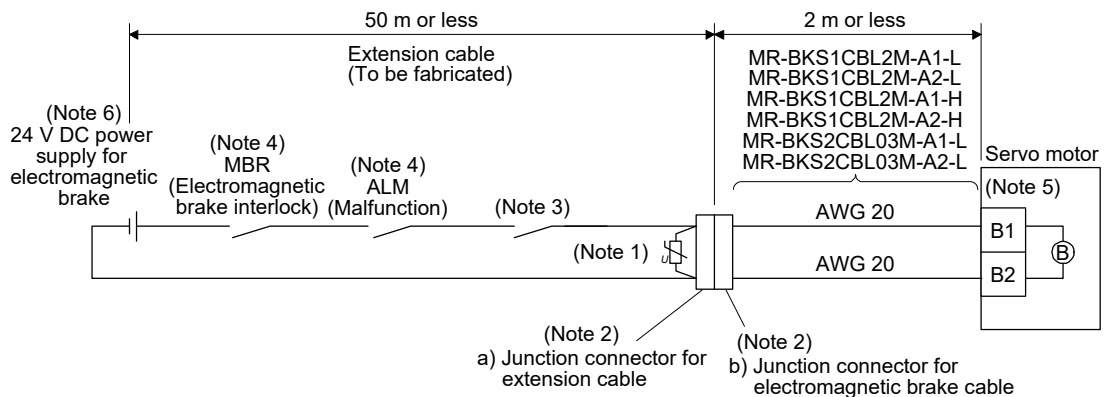 50 m or less
2 m or less
Extension cable
(To be fabricated)
MR-BKS1CBL2M-A1-L
MR-BKS1CBL2M-A2-L
MR-BKS1CBL2M-A1-H
MR-BKS1CBL2M-A2-H
MR-BKS2CBL03M-A1-L
MR-BKS2CBL03M-A2-L
(Note 6)
24 V DC power
supply for
electromagnetic
brake
(Note 4)
MBR
(Electromagnetic
brake interlock)
(Note 4)
ALM
(Malfunction)
(Note 3)
(Note 1)
U
AWG 20
AWG 20
Servo motor
(Note 5)
B1
B2
B
(Note 2)
a) Junction connector for
extension cable
(Note 2)
b) Junction connector for
electromagnetic brake cable